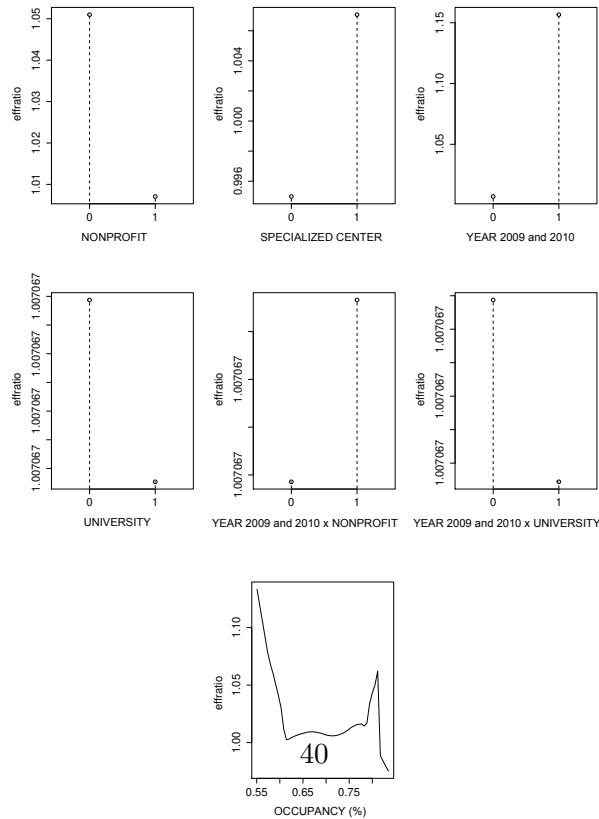 effratio
1.01 1.02 1.03 1.04 1.05
0 1
NONPROFIT
effratio
0.996 1.000 1.004
0 1
SPECIALIZED CENTER
effratio
1.05 1.10 1.15
0 1
YEAR 2009 and 2010
effratio
1.007067 1.007067 1.007067 1.007067
0 1
UNIVERSITY
effratio
1.007067 1.007067
0 1
YEAR 2009 and 2010 x NONPROFIT
effratio
1.007067 1.007067 1.007067
0 1
YEAR 2009 and 2010 x UNIVERSITY
effratio
1.00 1.05 1.10
40
0.55 0.65 0.75
OCCUPANCY (%)